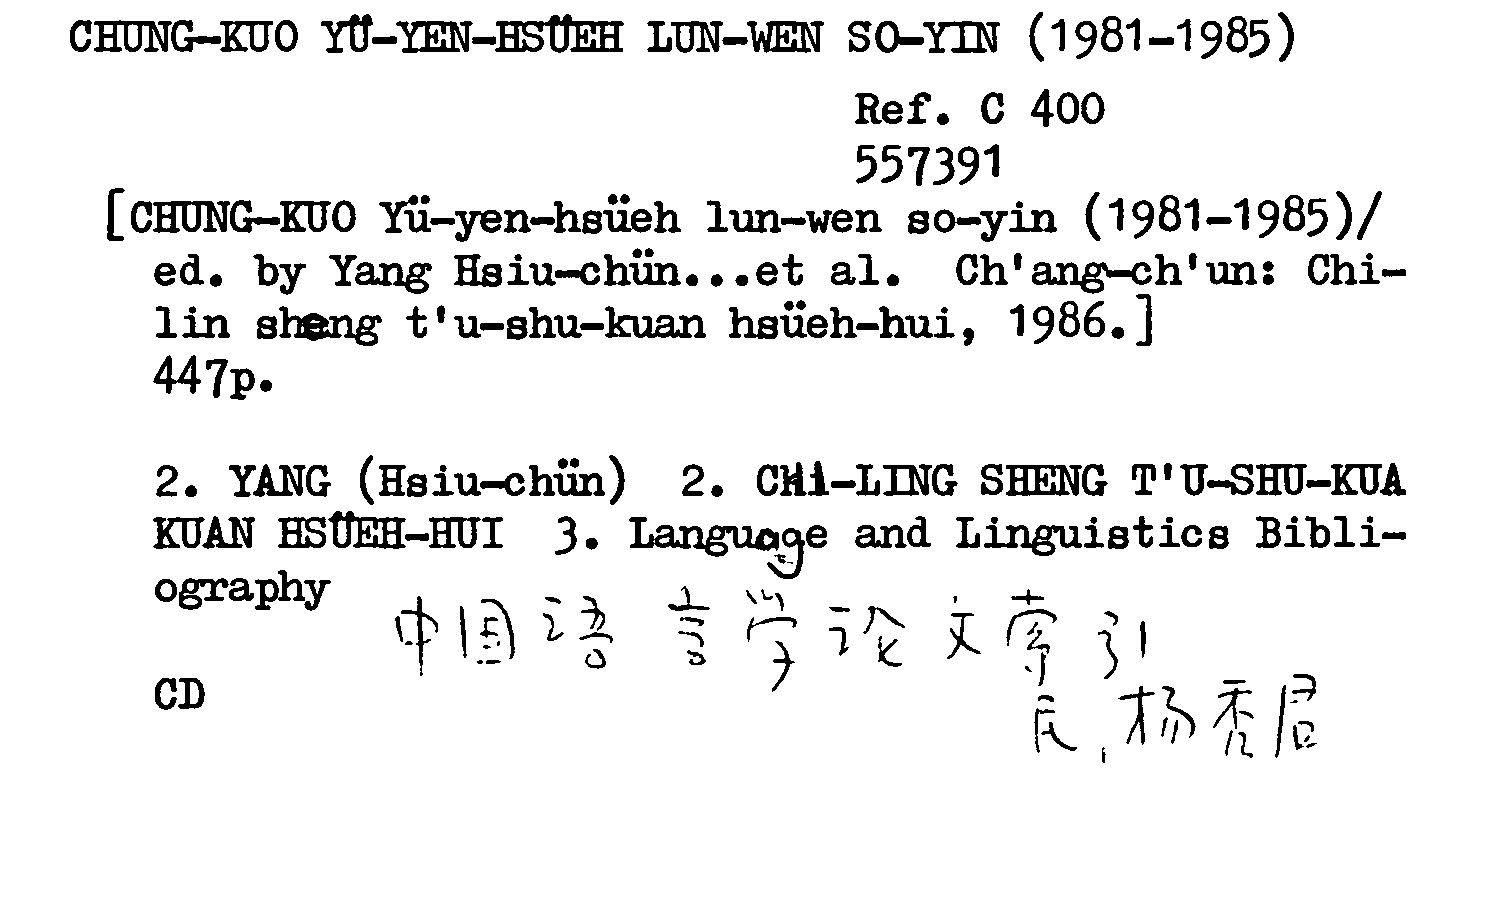 CHUNG-KUO YÜ-YEN-HSÜEH LUN-WEN SO-YIN (1981-1985)
Ref. C 400
557391
[CHUNG-KUO Yü-yen-hsüeh lun-wen so-yin (1981-1985)/
ed. by Yang Hsiu-chün...et al.  Ch'ang-ch'un: Chi-
lin sheng t'u-shu-kuan hsüeh-hui, 1986.]
447p.
2. YANG (Hsiu-chün)  2. CHi-LING SHENG T'U-SHU-KUA
KUAN HSÜEH-HUI  3. Language and Linguistics Bibli-
ography
中国语言学论文索引
杨秀君
CD